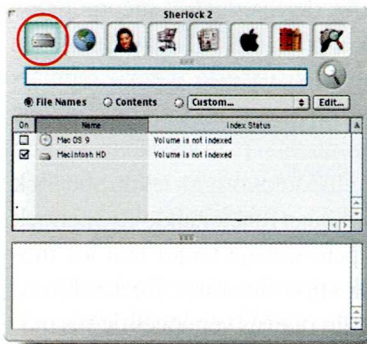 Sherlock 2
File Names Contents Custom... Edit...
On Name Index Status
Mac OS 9 Volume is not indexed
Macintosh HD Volume is not indexed